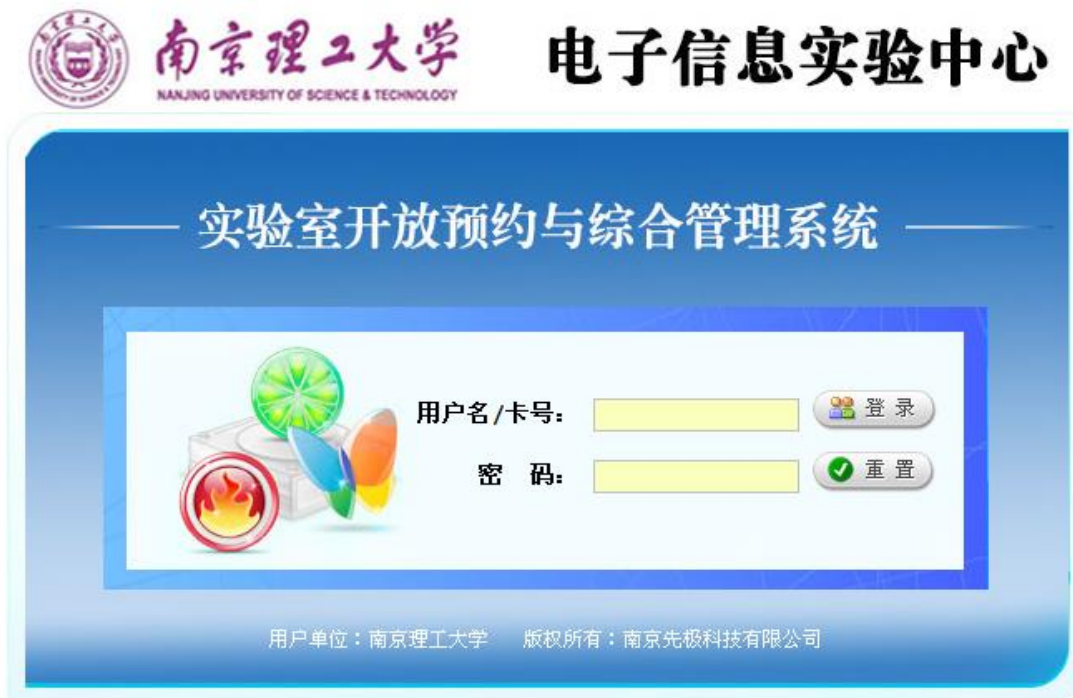 南京理工大学 电子信息实验中心
NANJING UNIVERSITY OF SCIENCE & TECHNOLOGY
实验室开放预约与综合管理系统
用户名/卡号: 登录
密 码: 重置
用户单位：南京理工大学 版权所有：南京先极科技有限公司